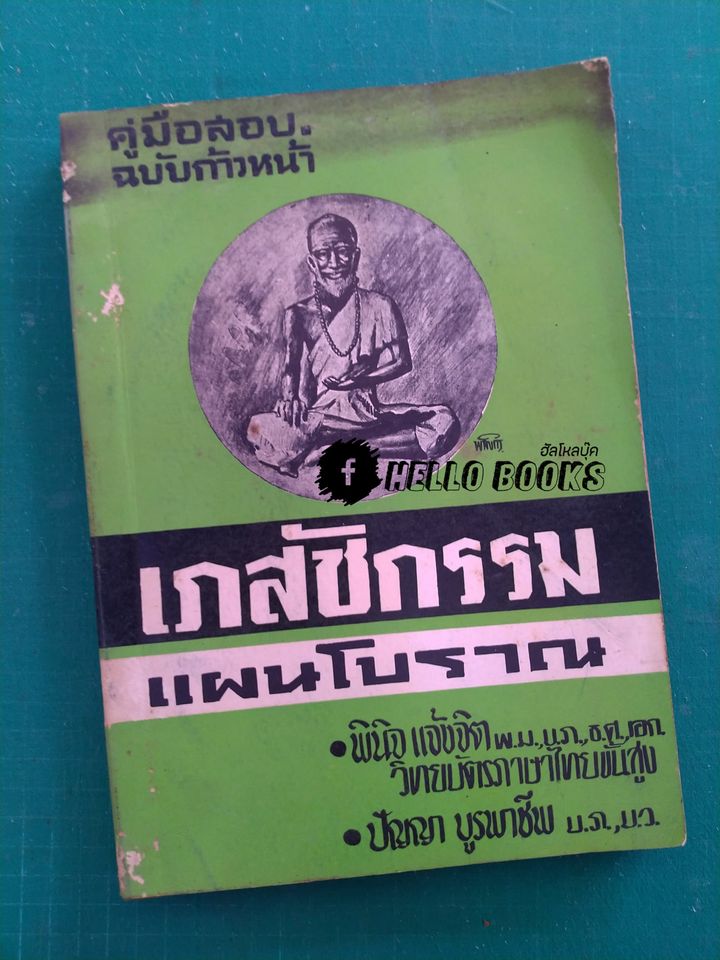 คู่มือสอบ.
ฉบับก้าวหน้า
ฮัลโหลบุ๊ค
f HELLO BOOKS
เภสัชกรรม
แผนโบราณ
• พินิจ แจ้งจิต พ.ม., บ.ภ., ธ.ศ., เอก.
วิทยบัตรภาษาไทยขั้นสูง
• ปัญญา บูรพาชีพ บ.ภ., บ.ว.